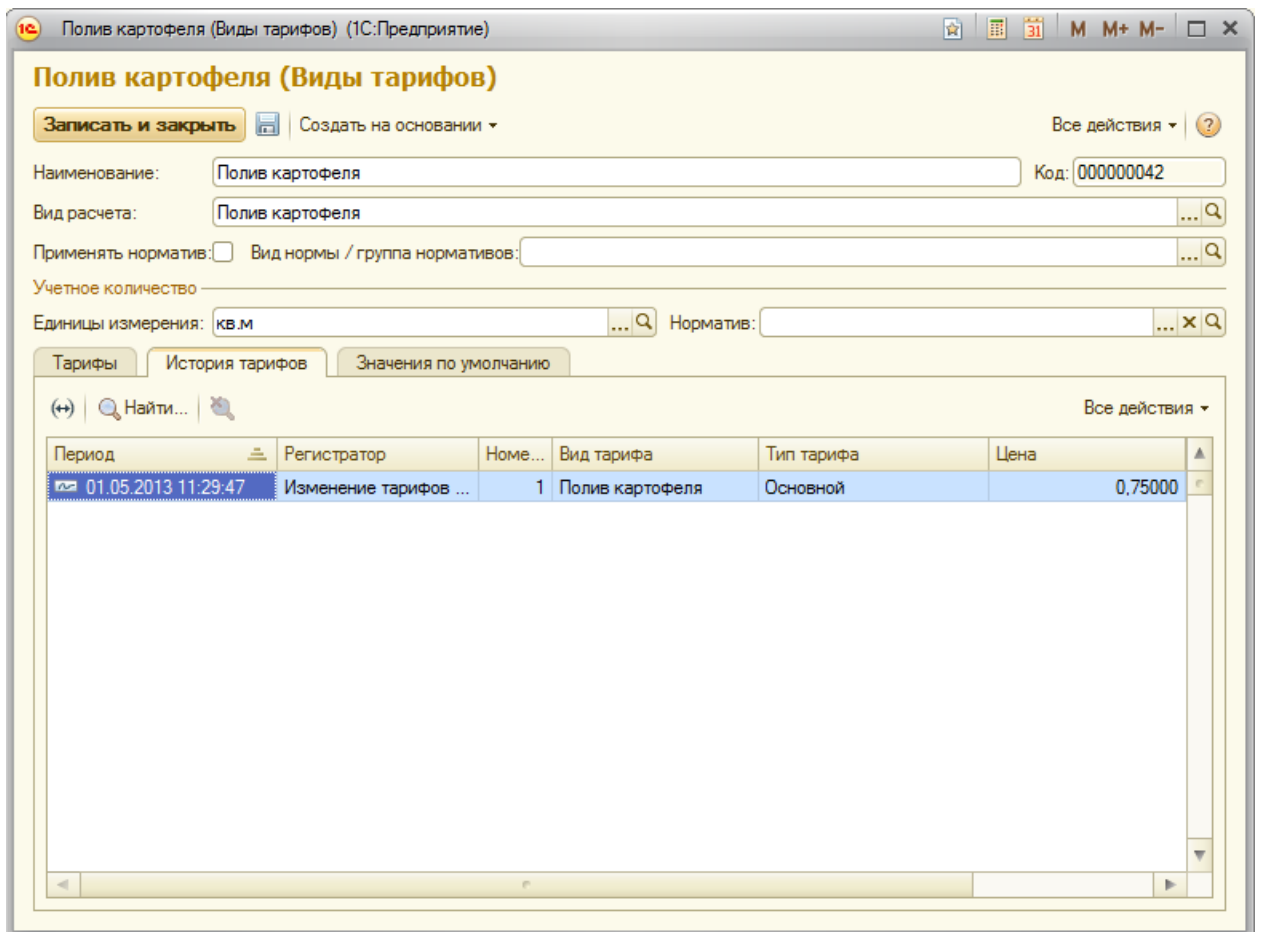 Полив картофеля (Виды тарифов) (1С:Предприятие)
31 M M+ M-
Полив картофеля (Виды тарифов)
Записать и закрыть Создать на основании Все действия ?
Наименование: Полив картофеля Код: 000000042
Вид расчета: Полив картофеля ...
Применять норматив: Вид нормы / группа нормативов: ...
Учетное количество
Единицы измерения: кв.м ... Норматив: ...
Тарифы История тарифов Значения по умолчанию
Найти... Все действия
Период Регистратор Номе... Вид тарифа Тип тарифа Цена
01.05.2013 11:29:47 Изменение тарифов ... 1 Полив картофеля Основной 0,75000